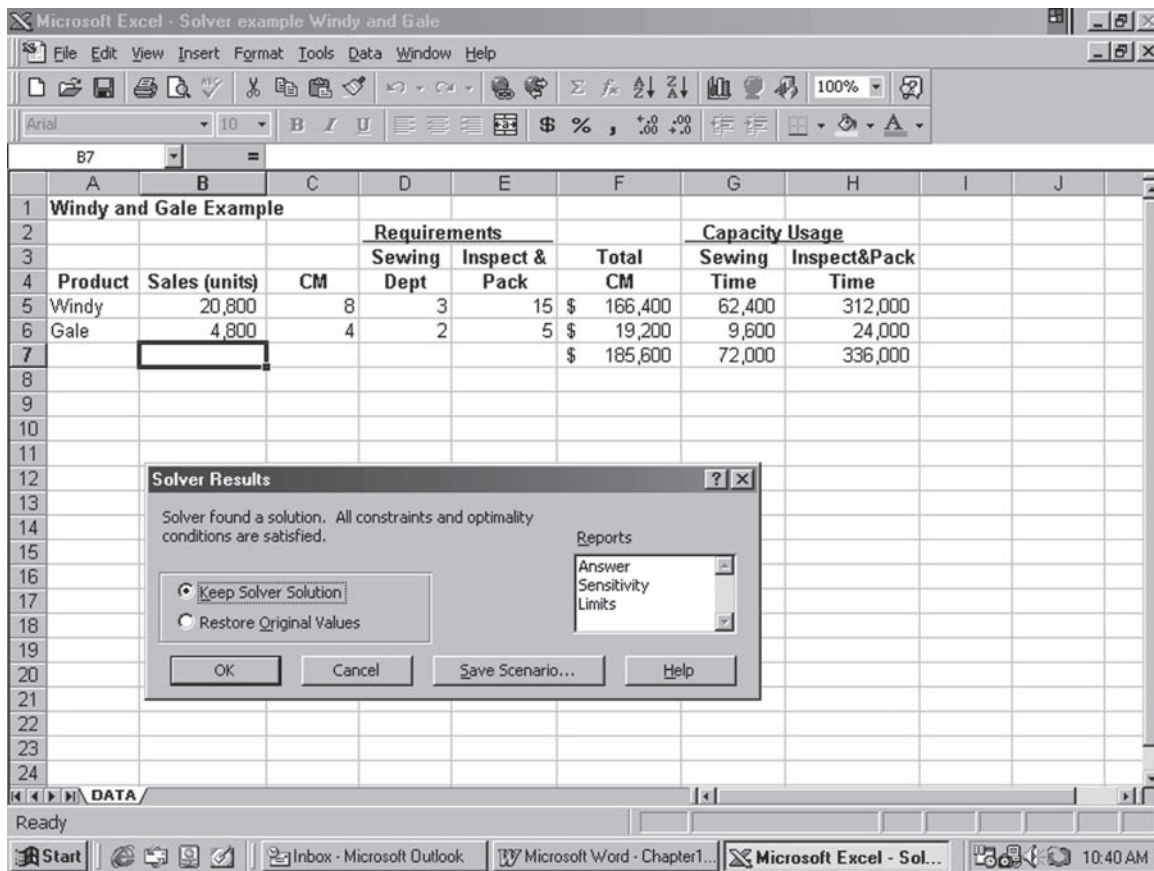 Microsoft Excel - Solver example Windy and Gale
File Edit View Insert Format Tools Data Window Help
100%
Arial 10 B I U $ % ,
B7 =
A B C D E F G H I J
1 Windy and Gale Example
2 Requirements Capacity Usage
3 Sewing Inspect & Total Sewing Inspect&Pack
4 Product Sales (units) CM Dept Pack CM Time Time
5 Windy 20,800 8 3 15 $ 166,400 62,400 312,000
6 Gale 4,800 4 2 5 $ 19,200 9,600 24,000
7 $ 185,600 72,000 336,000
8
9
10
11
12
13
14
15
16
17
18
19
20
21
22
23
24
Solver Results
Solver found a solution. All constraints and optimality
conditions are satisfied.
Reports
Answer
Sensitivity
Limits
Keep Solver Solution
Restore Original Values
OK Cancel Save Scenario... Help
DATA
Ready
Start Inbox - Microsoft Outlook Microsoft Word - Chapter1... Microsoft Excel - Sol... 10:40 AM